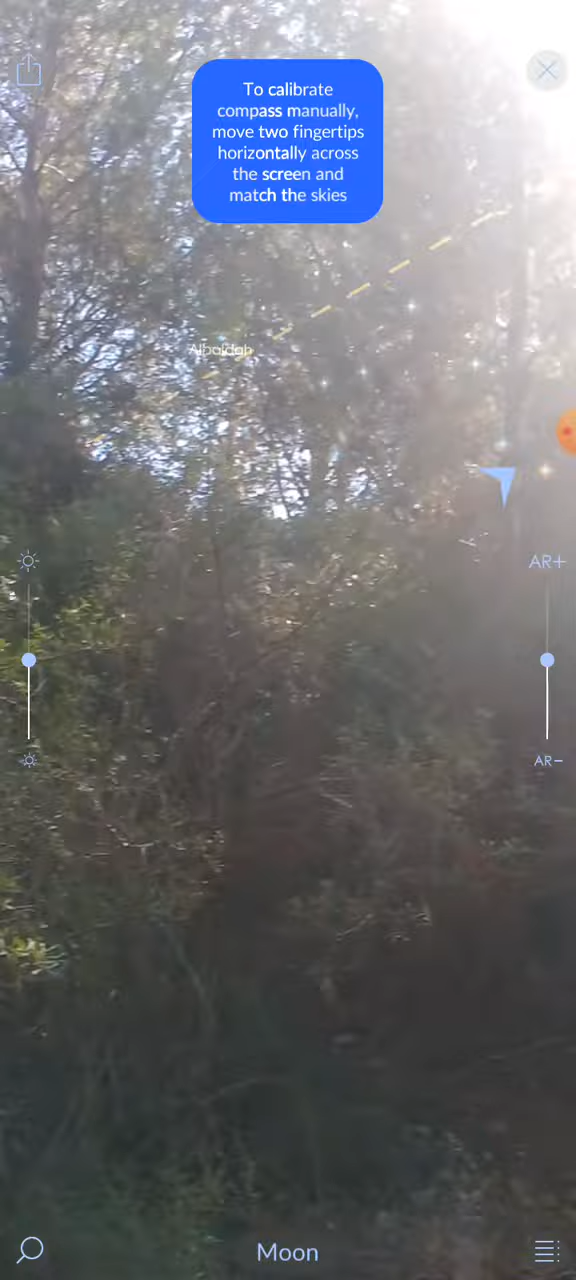 To calibrate
compass manually,
move two fingertips
horizontally across
the screen and
match the skies
Albaldah
AR+
AR−
Moon